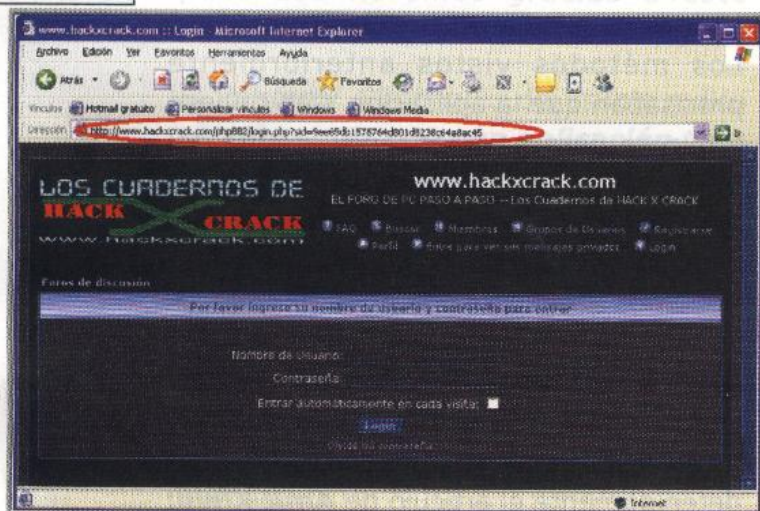 www.hackxcrack.com :: Login - Microsoft Internet Explorer
Archivo Edición Ver Favoritos Herramientas Ayuda
Atrás Búsqueda Favoritos
Vínculos Hotmail gratuito Personalizar vínculos Windows Windows Media
Dirección
LOS CUADERNOS DE
HACK X CRACK
www.hackxcrack.com
www.hackxcrack.com
EL FORO DE PC PASO A PASO -- Los Cuadernos de HACK X CRACK
FAQ Buscar Miembros Grupos de Usuarios Registrarse
Perfil Entre para ver sus mensajes privados Login
Foros de discusión
Por favor ingrese su nombre de usuario y contraseña para entrar
Nombre de Usuario:
Contraseña:
Entrar automáticamente en cada visita:
Login
Olvidé mi contraseña
Internet